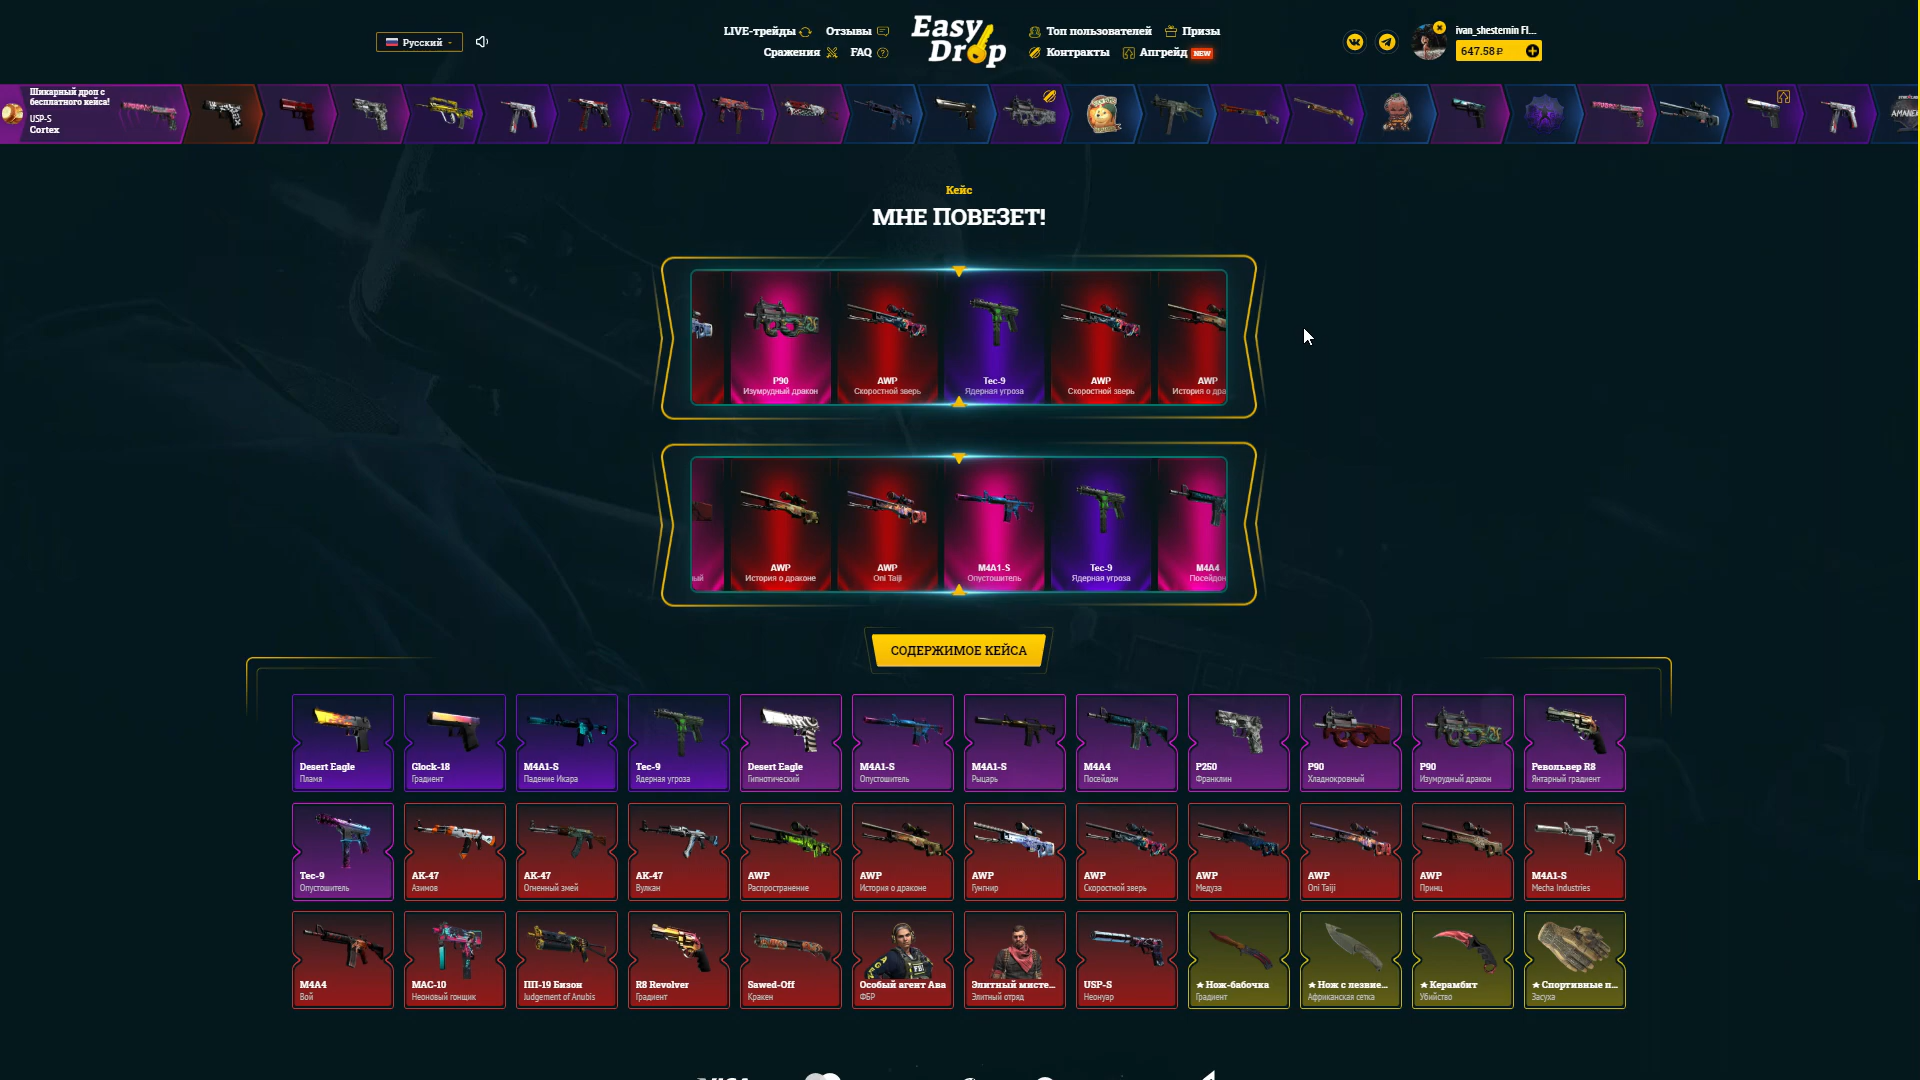 Русский
LIVE-трейды
Отзывы
Сражения
FAQ
Easy Drop
Топ пользователей
Призы
Контракты
Апгрейд NEW
ivan_shesternin Fl...
647.58 ₽
Шикарный дроп с
бесплатного кейса!
USP-S
Cortex
Кейс
МНЕ ПОВЕЗЕТ!
P90
Изумрудный дракон
AWP
Скоростной зверь
Tec-9
Ядерная угроза
AWP
Скоростной зверь
AWP
История о дра
ый
AWP
История о драконе
AWP
Oni Taiji
M4A1-S
Опустошитель
Tec-9
Ядерная угроза
M4A4
Посейдон
СОДЕРЖИМОЕ КЕЙСА
Desert Eagle
Пламя
Glock-18
Градиент
M4A1-S
Падение Икара
Tec-9
Ядерная угроза
Desert Eagle
Гипнотический
M4A1-S
Опустошитель
M4A1-S
Рыцарь
M4A4
Посейдон
P250
Франклин
P90
Хладнокровный
P90
Изумрудный дракон
Револьвер R8
Янтарный градиент
Tec-9
Опустошитель
AK-47
Азимов
AK-47
Огненный змей
AK-47
Вулкан
AWP
Распространение
AWP
История о драконе
AWP
Гунгнир
AWP
Скоростной зверь
AWP
Медуза
AWP
Oni Taiji
AWP
Принц
M4A1-S
Mecha Industries
M4A4
Вой
MAC-10
Неоновый гонщик
ПП-19 Бизон
Judgement of Anubis
R8 Revolver
Градиент
Sawed-Off
Кракен
Особый агент Ава
ФБР
Элитный мисте...
Элитный отряд
USP-S
Неонуар
★ Нож-бабочка
Градиент
★ Нож с лезвие...
Африканская сетка
★ Керамбит
Убийство
★ Спортивные п...
Засуха